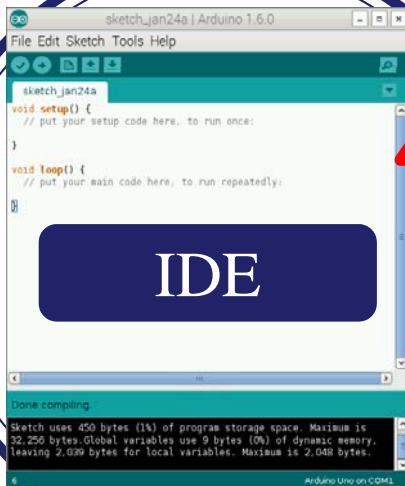 sketch_jan24a | Arduino 1.6.0
File Edit Sketch Tools Help
sketch_jan24a
void setup() {
// put your setup code here, to run once:
}
void loop() {
// put your main code here, to run repeatedly:
}
IDE
Done compiling.
Sketch uses 450 bytes (1%) of program storage space. Maximum is
32,256 bytes.Global variables use 9 bytes (0%) of dynamic memory,
leaving 2,039 bytes for local variables. Maximum is 2,048 bytes.
6
Arduino Uno on COM1